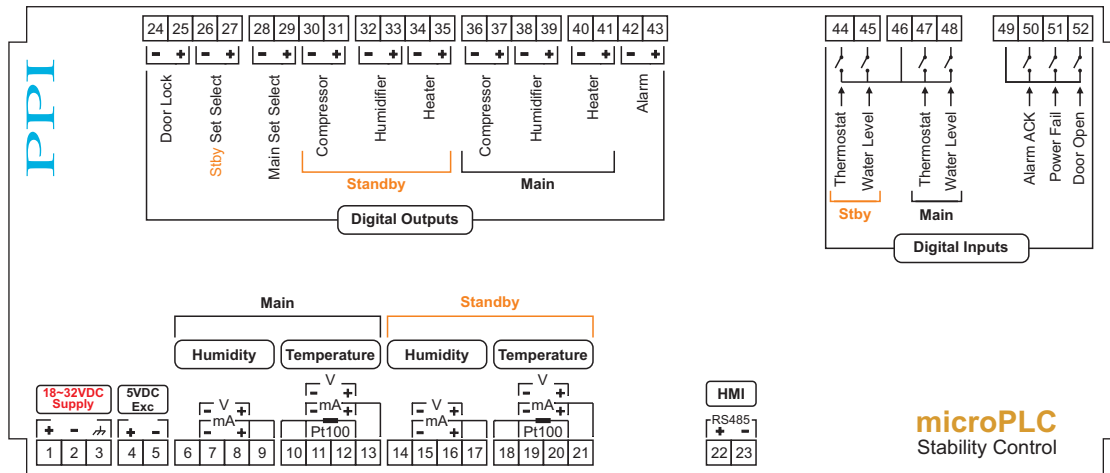 PPI
24 25 26 27 28 29 30 31 32 33 34 35 36 37 38 39 40 41 42 43
- + - + - + - + - + - + - + - + - + - +
Door Lock
Stby Set Select
Main Set Select
Compressor
Humidifier
Heater
Compressor
Humidifier
Heater
Alarm
Standby
Main
Digital Outputs
44 45 46 47 48 49 50 51 52
Thermostat
Water Level
Thermostat
Water Level
Alarm ACK
Power Fail
Door Open
Stby
Main
Digital Inputs
Main
Standby
Humidity
Temperature
Humidity
Temperature
18~32VDC
Supply
+ -
1 2 3
5VDC
Exc
+ -
4 5
- V +
- mA +
6 7 8 9
- V +
- mA +
Pt100
10 11 12 13
- V +
- mA +
14 15 16 17
- V +
- mA +
Pt100
18 19 20 21
HMI
RS485
+ -
22 23
microPLC
Stability Control